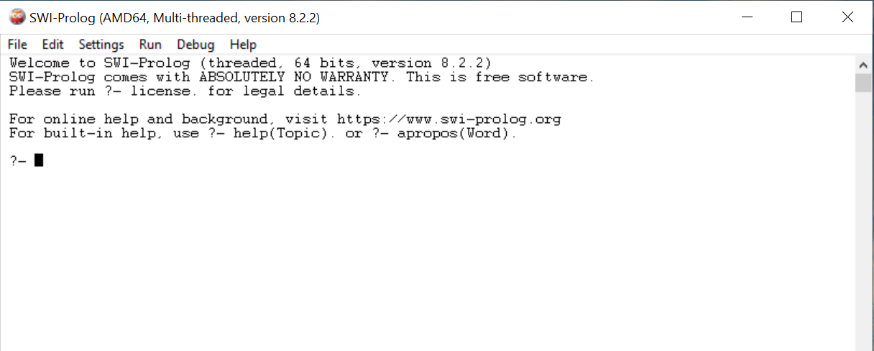 SWI-Prolog (AMD64, Multi-threaded, version 8.2.2)
File Edit Settings Run Debug Help
Welcome to SWI-Prolog (threaded, 64 bits, version 8.2.2)
SWI-Prolog comes with ABSOLUTELY NO WARRANTY. This is free software.
Please run ?- license. for legal details.
For online help and background, visit https://www.swi-prolog.org
For built-in help, use ?- help(Topic). or ?- apropos(Word).
?-